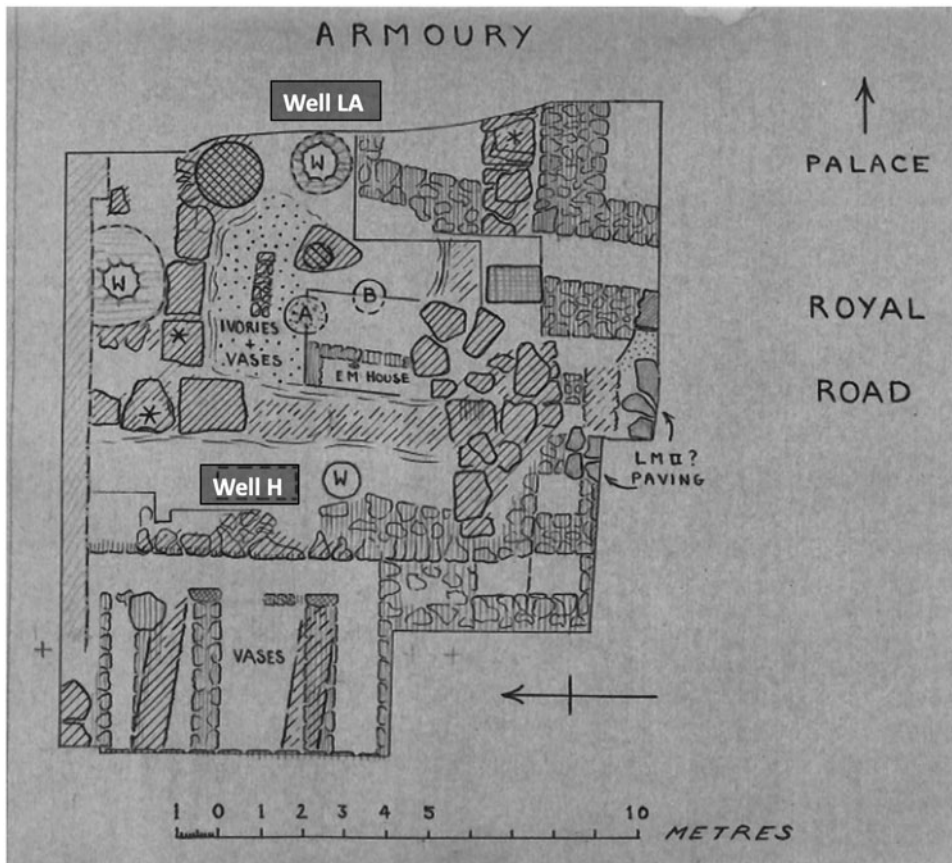 ARMOURY
Well LA
W
PALACE
W
B
A
IVORIES
+
VASES
ROYAL
EM HOUSE
ROAD
LM II?
PAVING
Well H
W
VASES
1 0 1 2 3 4 5 10 METRES